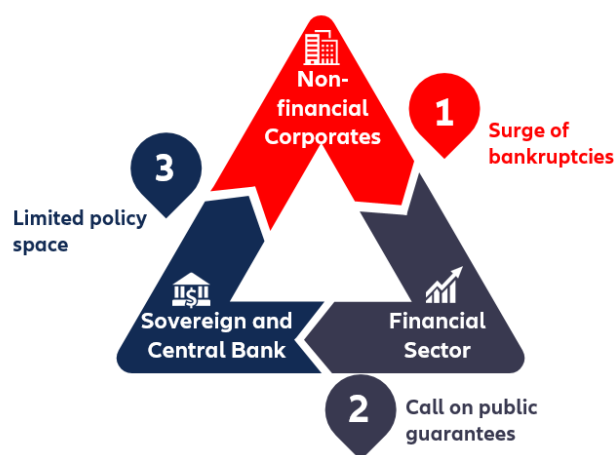 Non-
financial
Corporates
1
Surge of
bankruptcies
3
Limited policy
space
$
Sovereign and
Central Bank
Financial
Sector
2
Call on public
guarantees